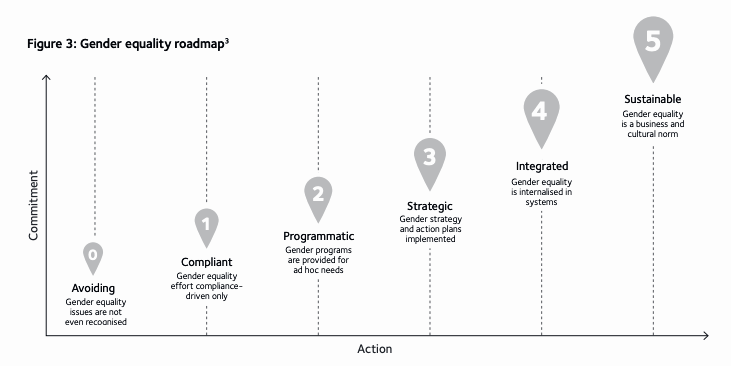 Figure 3: Gender equality roadmap³
5
Sustainable
Gender equality
is a business and
cultural norm
4
Integrated
Gender equality
is internalised in
systems
3
Strategic
Gender strategy
and action plans
implemented
2
Programmatic
Gender programs
are provided for
ad hoc needs
1
Compliant
Gender equality
effort compliance-
driven only
0
Avoiding
Gender equality
issues are not
even recognised
Commitment
Action